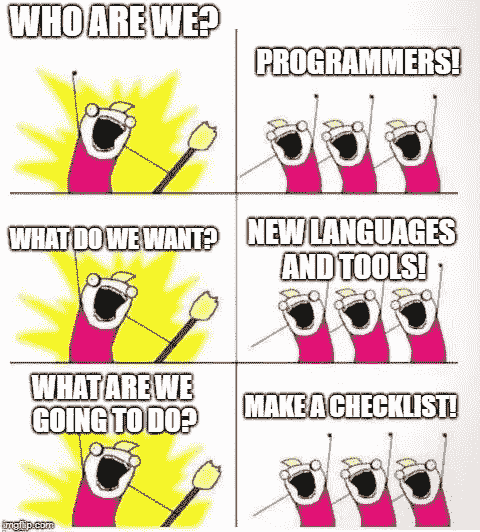 WHO ARE WE?
PROGRAMMERS!
WHAT DO WE WANT?
NEW LANGUAGES
AND TOOLS!
WHAT ARE WE
GOING TO DO?
MAKE A CHECKLIST!
imgflip.com